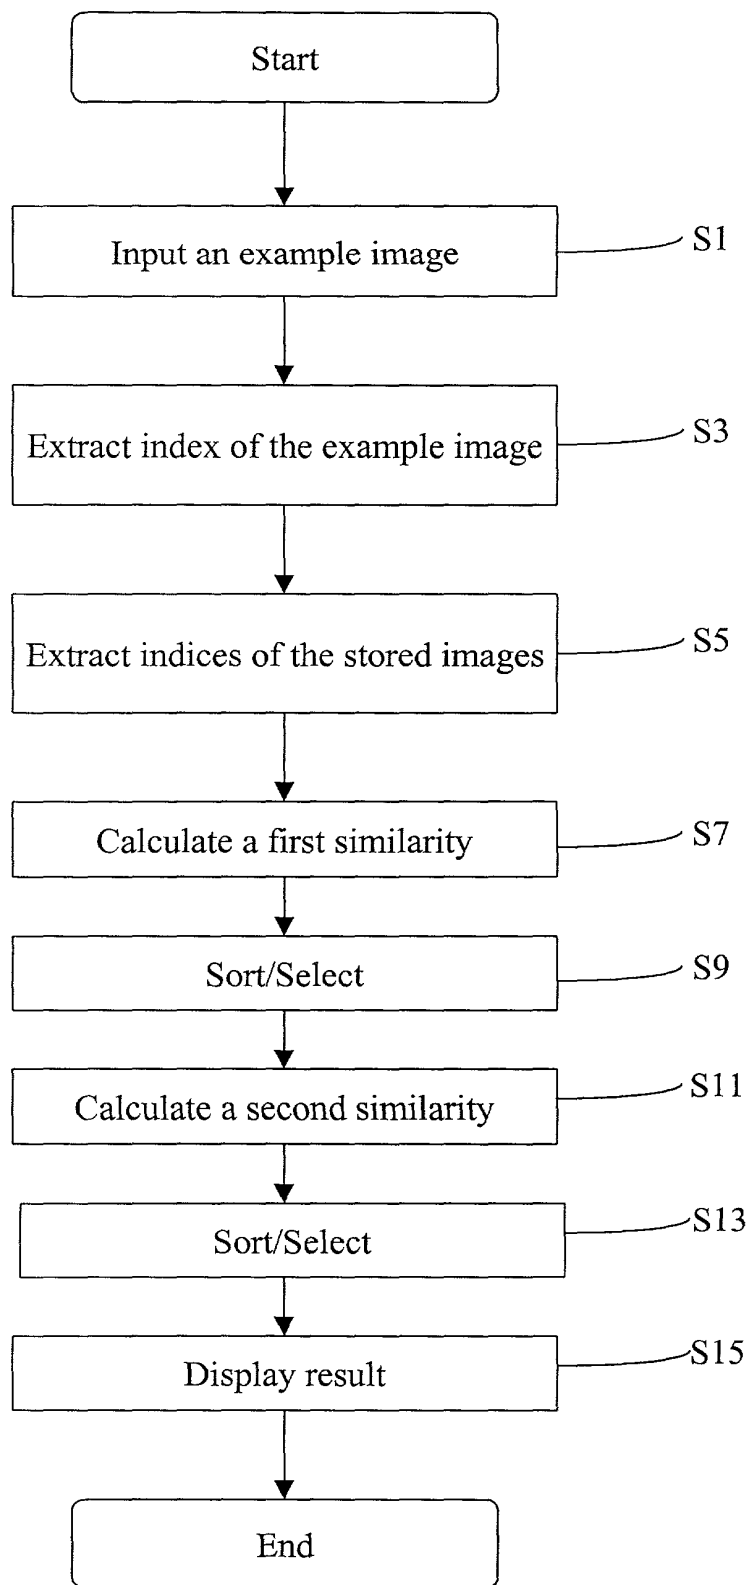 Start
Input an example image
S1
Extract index of the example image
S3
Extract indices of the stored images
S5
Calculate a first similarity
S7
Sort/Select
S9
Calculate a second similarity
S11
Sort/Select
S13
Display result
S15
End